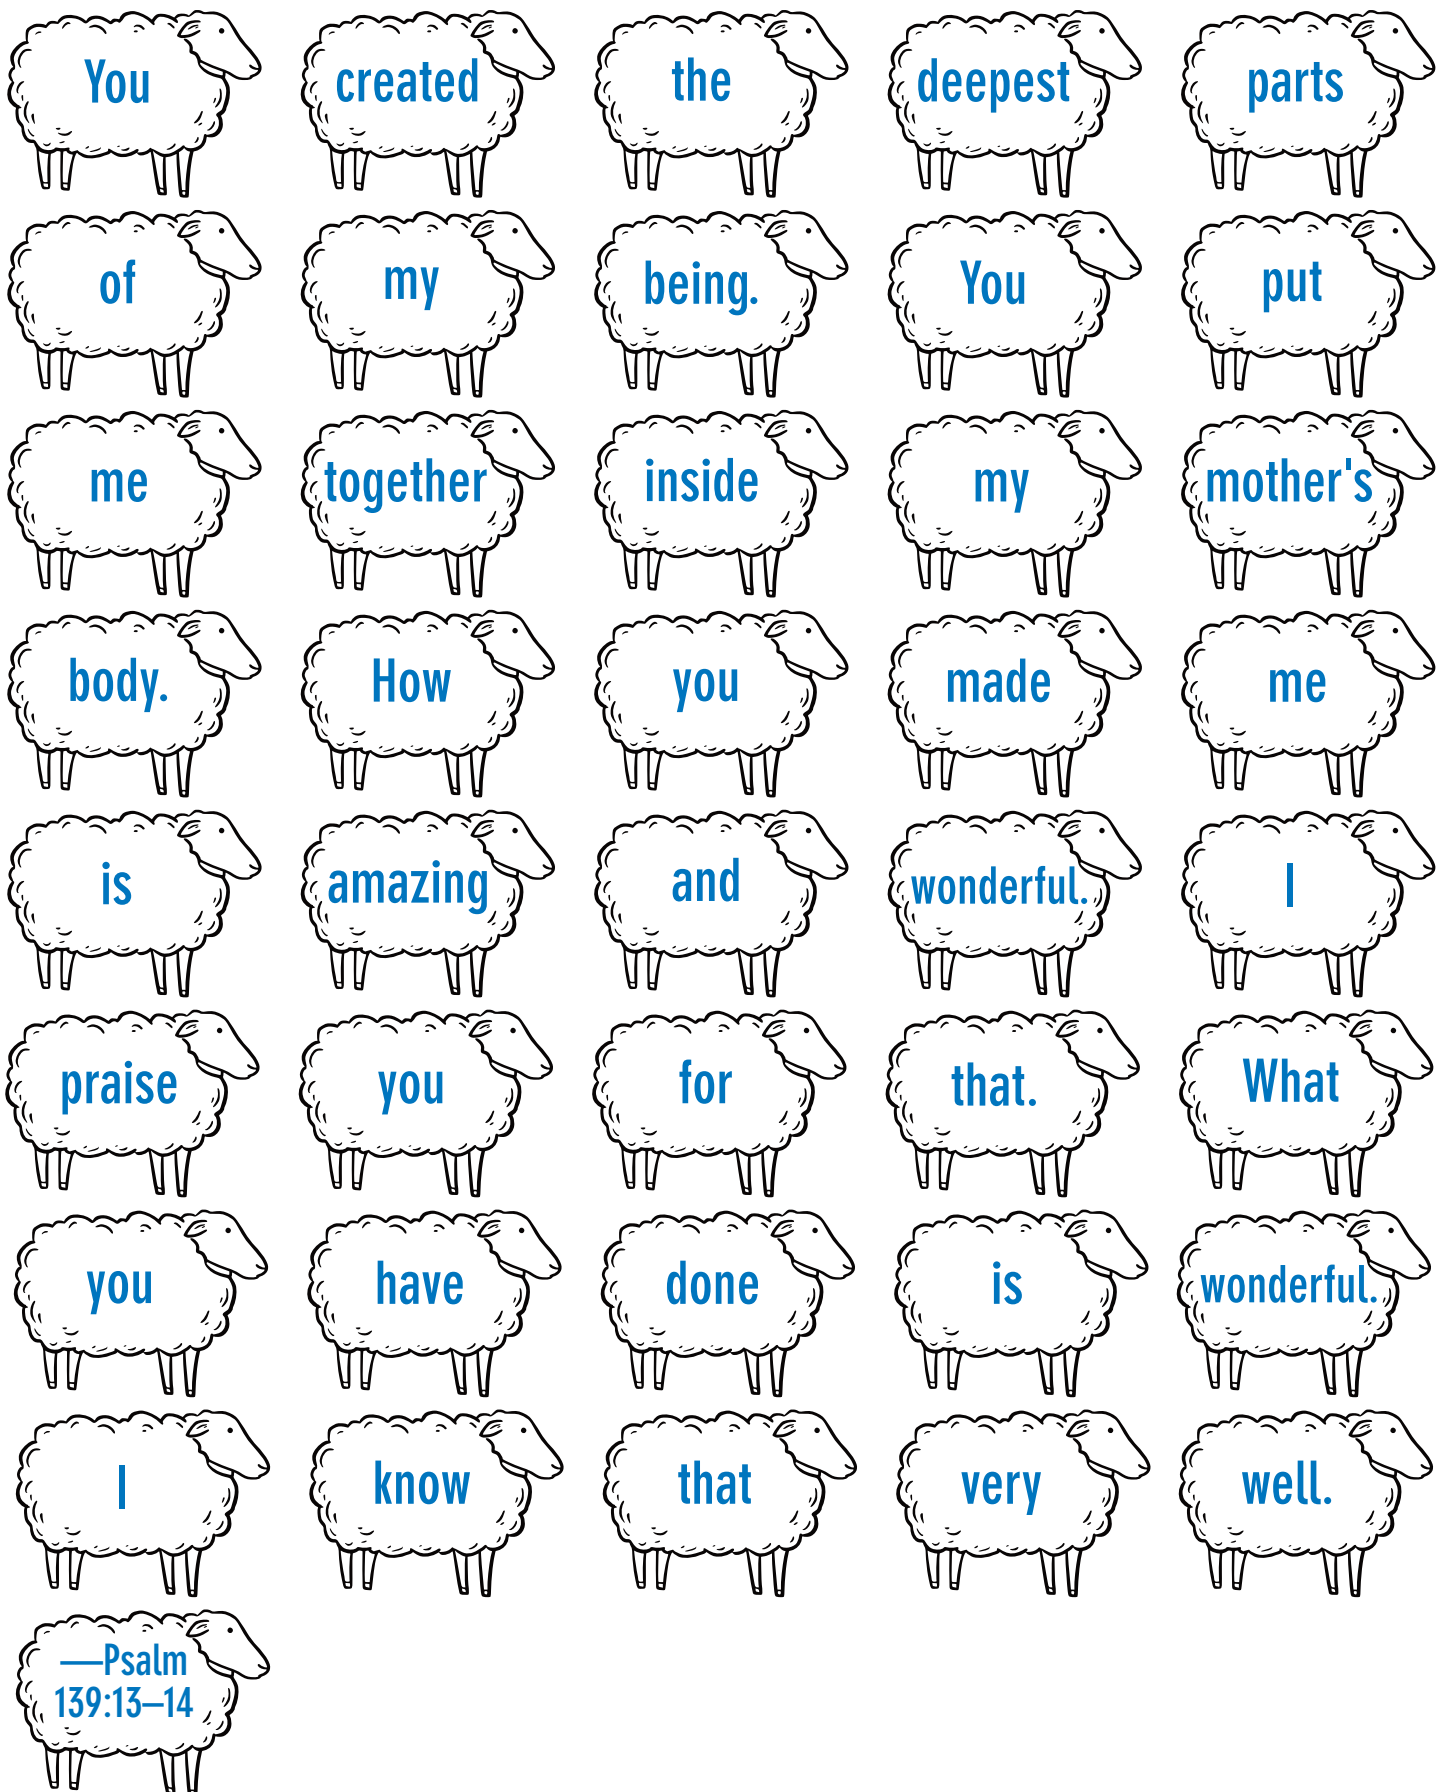 You created the deepest parts
of my being. You put
me together inside my mother's
body. How you made me
is amazing and wonderful. I
praise you for that. What
you have done is wonderful.
I know that very well.
—Psalm
139:13–14